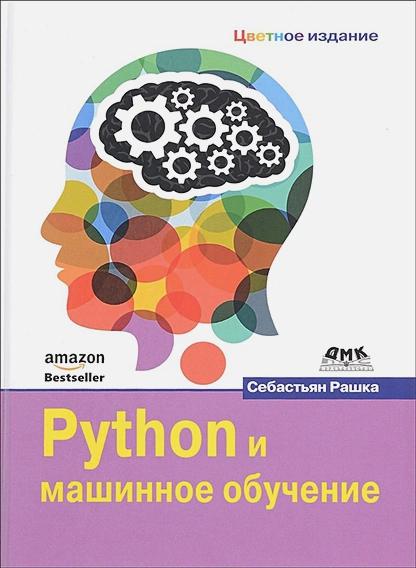 Цветное издание
amazon
Bestseller
ДМК
Себастьян Рашка
Python и
машинное обучение